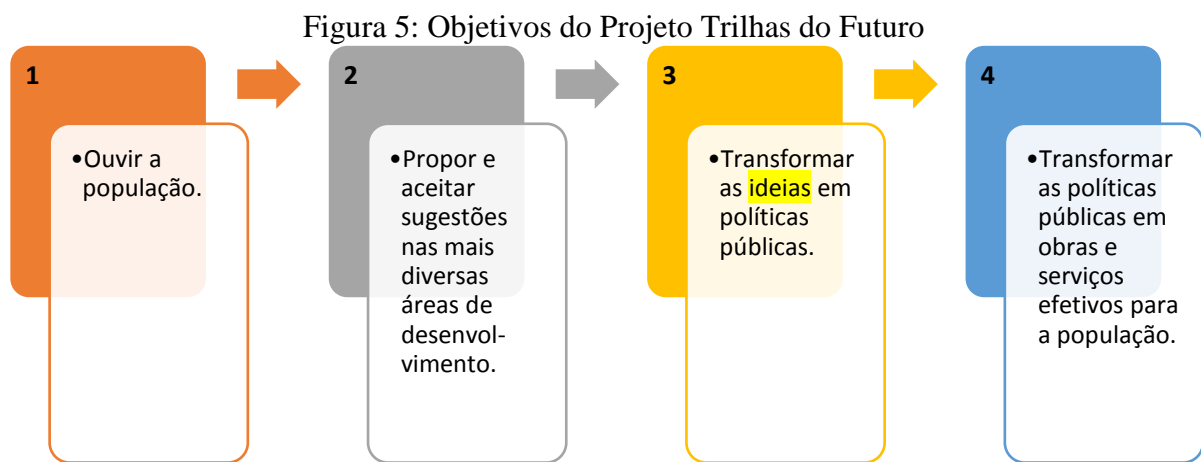 Figura 5: Objetivos do Projeto Trilhas do Futuro
1
•Ouvir a
população.
2
•Propor e
aceitar
sugestões
nas mais
diversas
áreas de
desenvol-
vimento.
3
•Transformar
as ideias em
políticas
públicas.
4
•Transformar
as políticas
públicas em
obras e
serviços
efetivos para
a população.